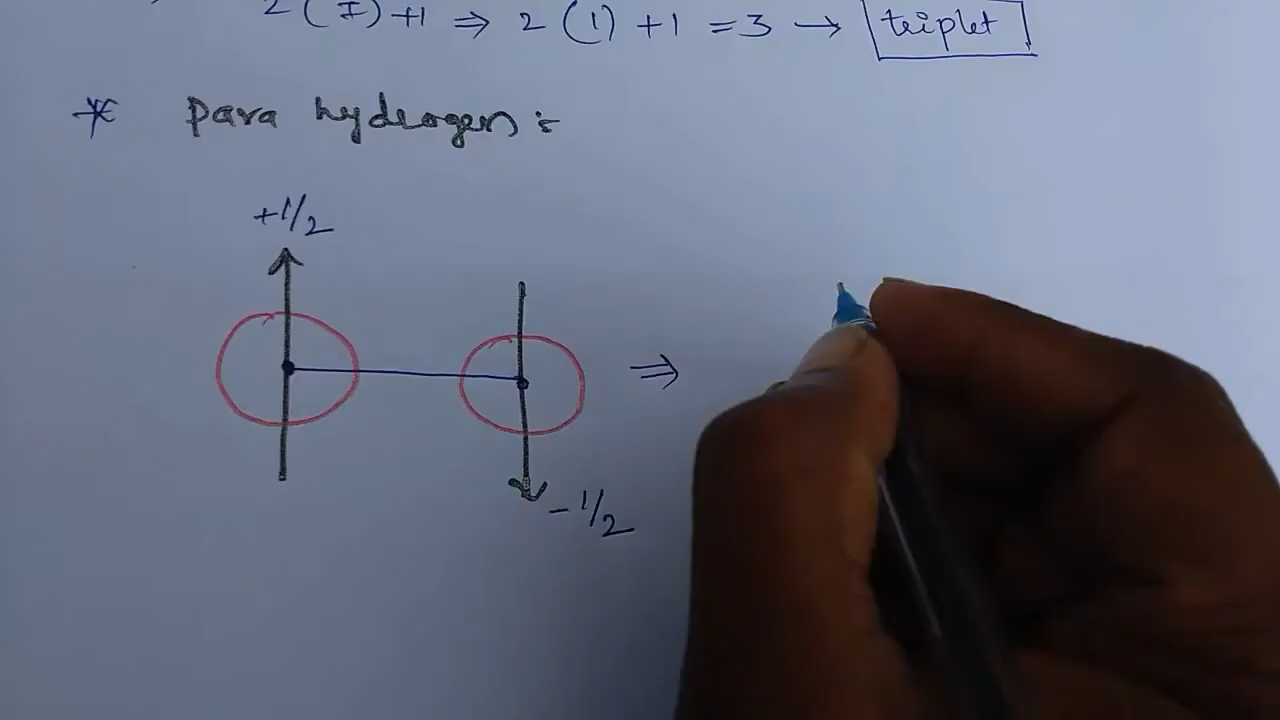 2(I)+1 ⇒ 2(1)+1 =3 → triplet
* Para hydrogen :
+1/2
⇒
-1/2